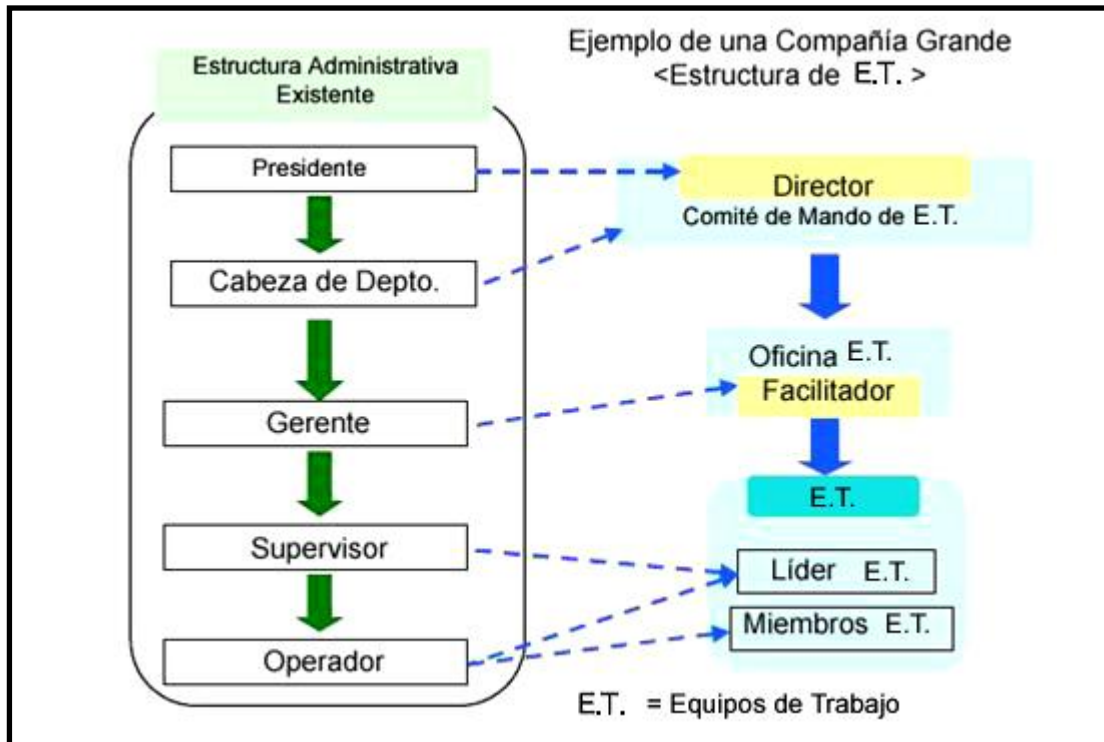 Ejemplo de una Compañía Grande
<Estructura de E.T. >
Estructura Administrativa
Existente
Presidente
Cabeza de Depto.
Gerente
Supervisor
Operador
Director
Comité de Mando de E.T.
Oficina E.T.
Facilitador
E.T.
Líder E.T.
Miembros E.T.
E.T. = Equipos de Trabajo